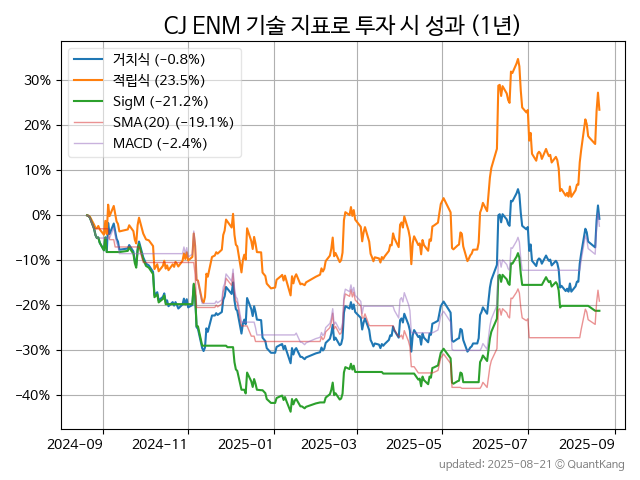 CJ ENM 기술 지표로 투자 시 성과 (1년)
거치식 (−0.8%)
적립식 (23.5%)
SigM (−21.2%)
SMA(20) (−19.1%)
MACD (−2.4%)
30%
20%
10%
0%
−10%
−20%
−30%
−40%
2024-09 2024-11 2025-01 2025-03 2025-05 2025-07 2025-09
updated: 2025-08-21 © QuantKang